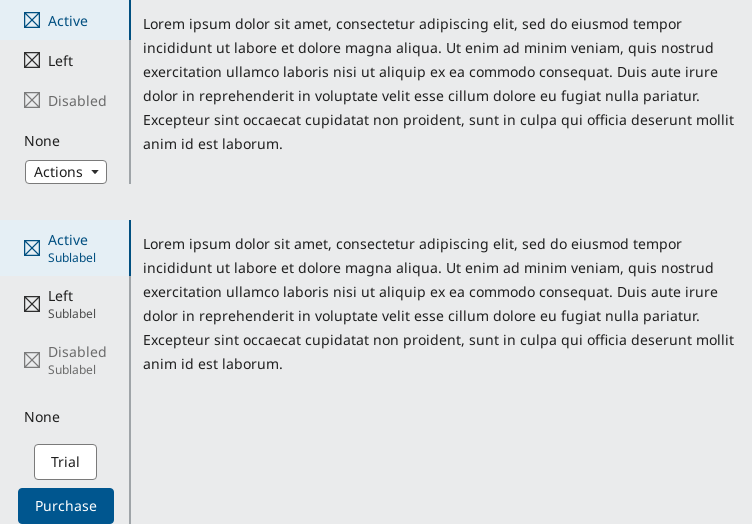 Active
Left
Disabled
None
Actions
Lorem ipsum dolor sit amet, consectetur adipiscing elit, sed do eiusmod tempor
incididunt ut labore et dolore magna aliqua. Ut enim ad minim veniam, quis nostrud
exercitation ullamco laboris nisi ut aliquip ex ea commodo consequat. Duis aute irure
dolor in reprehenderit in voluptate velit esse cillum dolore eu fugiat nulla pariatur.
Excepteur sint occaecat cupidatat non proident, sunt in culpa qui officia deserunt mollit
anim id est laborum.
Active
Sublabel
Left
Sublabel
Disabled
Sublabel
None
Trial
Purchase
Lorem ipsum dolor sit amet, consectetur adipiscing elit, sed do eiusmod tempor
incididunt ut labore et dolore magna aliqua. Ut enim ad minim veniam, quis nostrud
exercitation ullamco laboris nisi ut aliquip ex ea commodo consequat. Duis aute irure
dolor in reprehenderit in voluptate velit esse cillum dolore eu fugiat nulla pariatur.
Excepteur sint occaecat cupidatat non proident, sunt in culpa qui officia deserunt mollit
anim id est laborum.